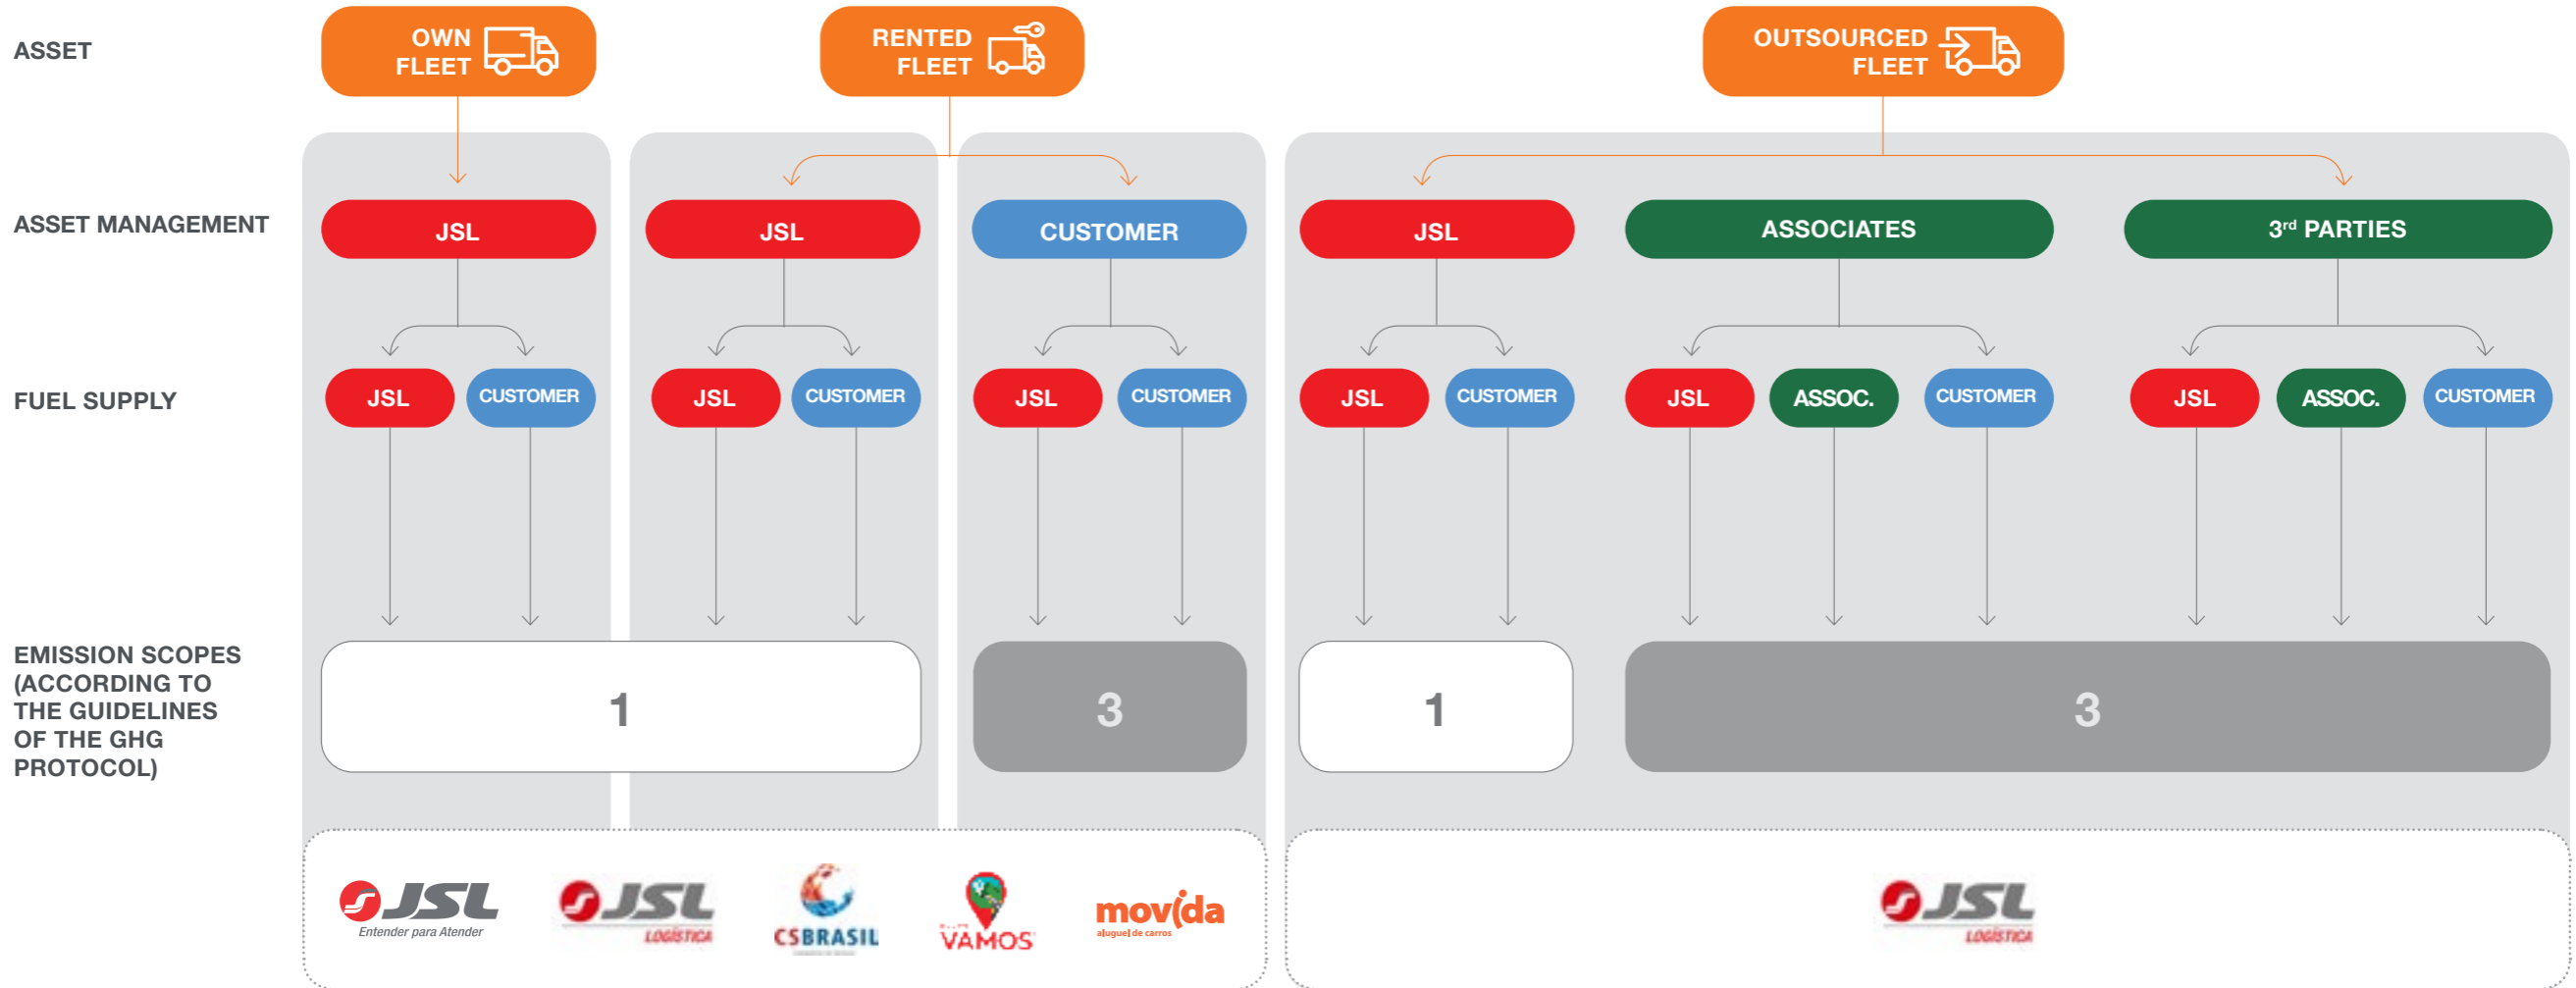 ASSET
OWN
FLEET
RENTED
FLEET
OUTSOURCED
FLEET
ASSET MANAGEMENT
JSL
JSL
CUSTOMER
JSL
ASSOCIATES
3rd PARTIES
FUEL SUPPLY
JSL
CUSTOMER
JSL
CUSTOMER
JSL
CUSTOMER
JSL
CUSTOMER
JSL
ASSOC.
CUSTOMER
JSL
ASSOC.
CUSTOMER
EMISSION SCOPES
(ACCORDING TO
THE GUIDELINES
OF THE GHG
PROTOCOL)
1
3
1
3
JSL
Entender para Atender
JSL
LOGÍSTICA
CSBRASIL
VAMOS
movida
aluguel de carros
JSL
LOGÍSTICA